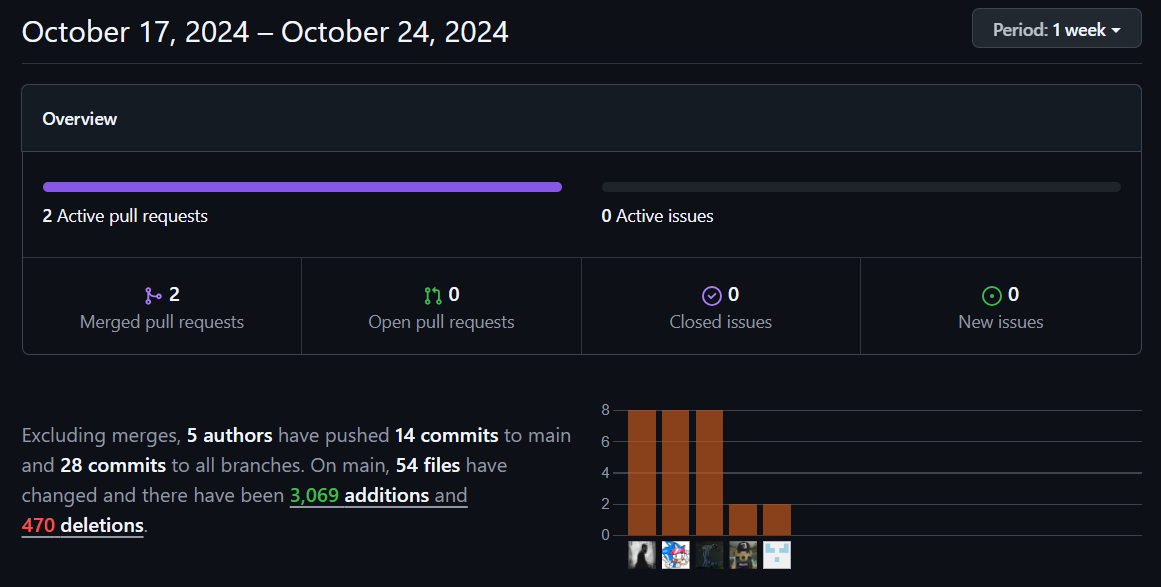 October 17, 2024 – October 24, 2024
Period: 1 week
Overview
2 Active pull requests
0 Active issues
2
Merged pull requests
0
Open pull requests
0
Closed issues
0
New issues
Excluding merges, 5 authors have pushed 14 commits to main
and 28 commits to all branches. On main, 54 files have
changed and there have been 3,069 additions and
470 deletions.
8
6
4
2
0